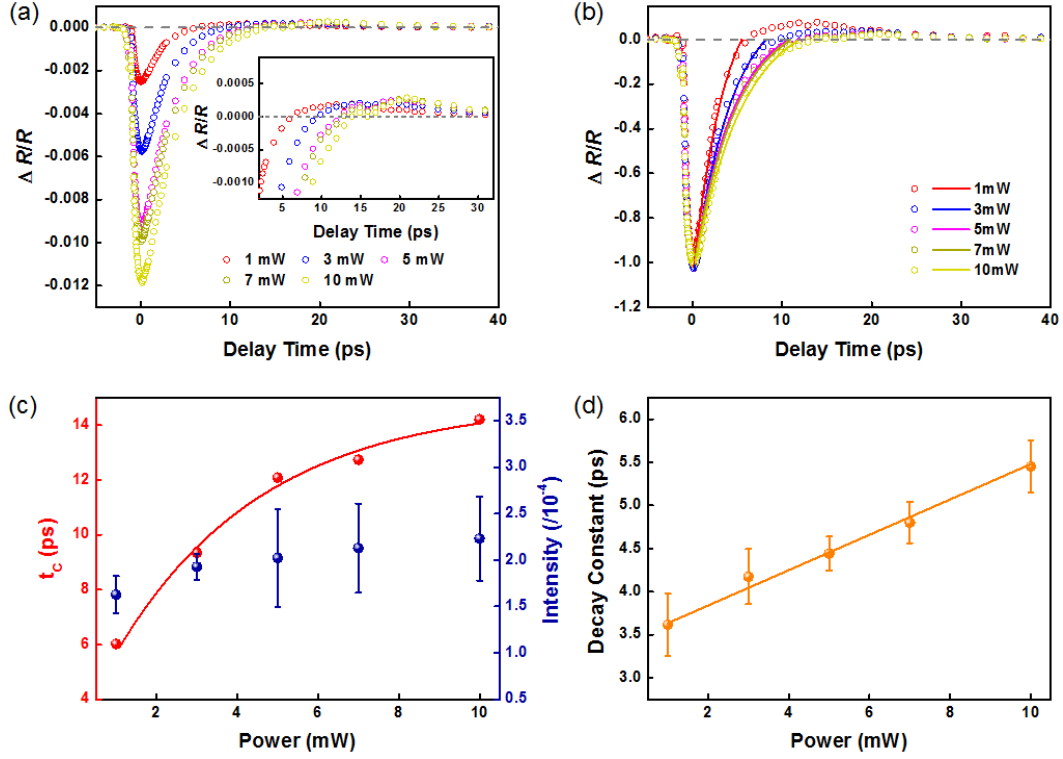 (a)
0.000
-0.002
-0.004
-0.006
-0.008
-0.010
-0.012
Δ R/R
0
10
20
30
40
Delay Time (ps)
0.0005
0.0000
-0.0005
-0.0010
Δ R/R
5
10
15
20
25
30
Delay Time (ps)
1 mW
3 mW
5 mW
7 mW
10 mW
(b)
0.0
-0.2
-0.4
-0.6
-0.8
-1.0
-1.2
Δ R/R
0
10
20
30
40
Delay Time (ps)
1mW
3mW
5mW
7mW
10mW
(c)
14
12
10
8
6
4
t_C (ps)
3.5
3.0
2.5
2.0
1.5
1.0
0.5
Intensity (/10⁻⁴)
2
4
6
8
10
Power (mW)
(d)
6.0
5.5
5.0
4.5
4.0
3.5
3.0
Decay Constant (ps)
2
4
6
8
10
Power (mW)